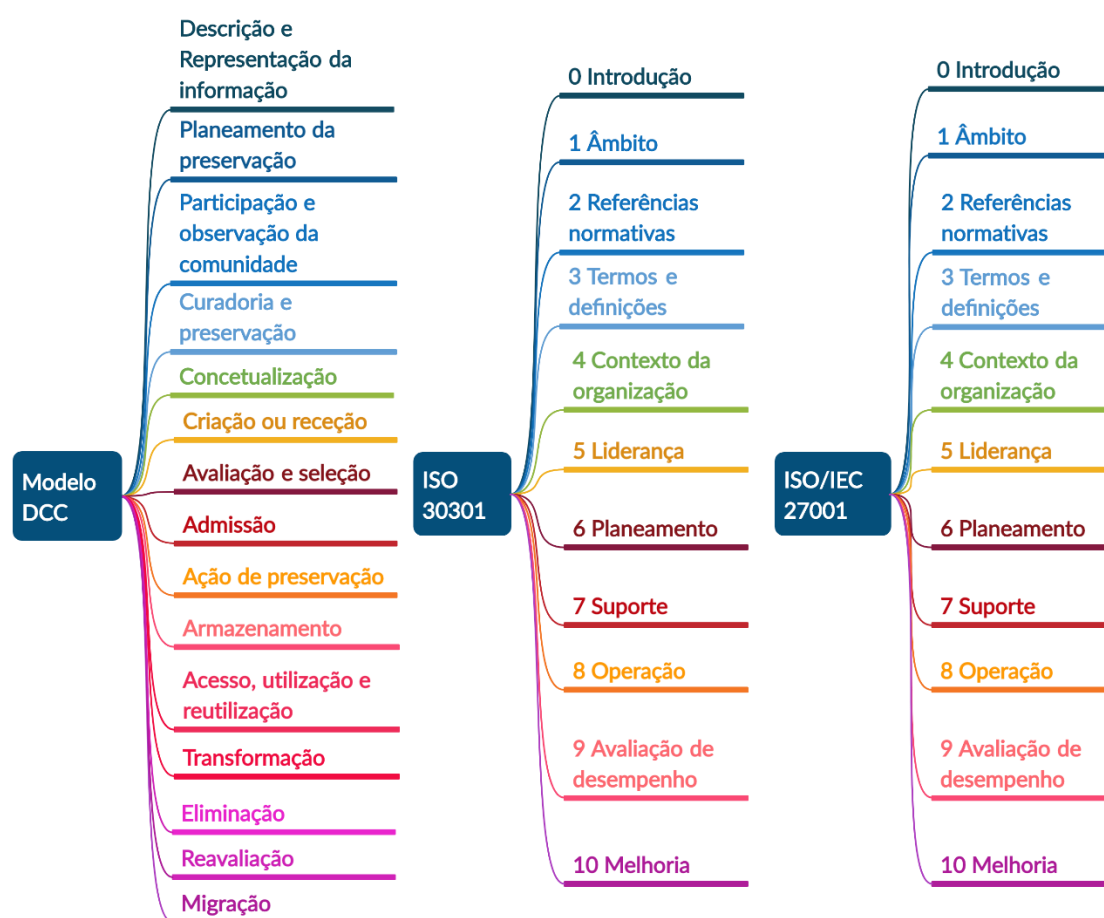 Modelo
DCC
Descrição e
Representação da
informação
Planeamento da
preservação
Participação e
observação da
comunidade
Curadoria e
preservação
Concetualização
Criação ou receção
Avaliação e seleção
Admissão
Ação de preservação
Armazenamento
Acesso, utilização e
reutilização
Transformação
Eliminação
Reavaliação
Migração
ISO
30301
0 Introdução
1 Âmbito
2 Referências
normativas
3 Termos e
definições
4 Contexto da
organização
5 Liderança
6 Planeamento
7 Suporte
8 Operação
9 Avaliação de
desempenho
10 Melhoria
ISO/IEC
27001
0 Introdução
1 Âmbito
2 Referências
normativas
3 Termos e
definições
4 Contexto da
organização
5 Liderança
6 Planeamento
7 Suporte
8 Operação
9 Avaliação de
desempenho
10 Melhoria